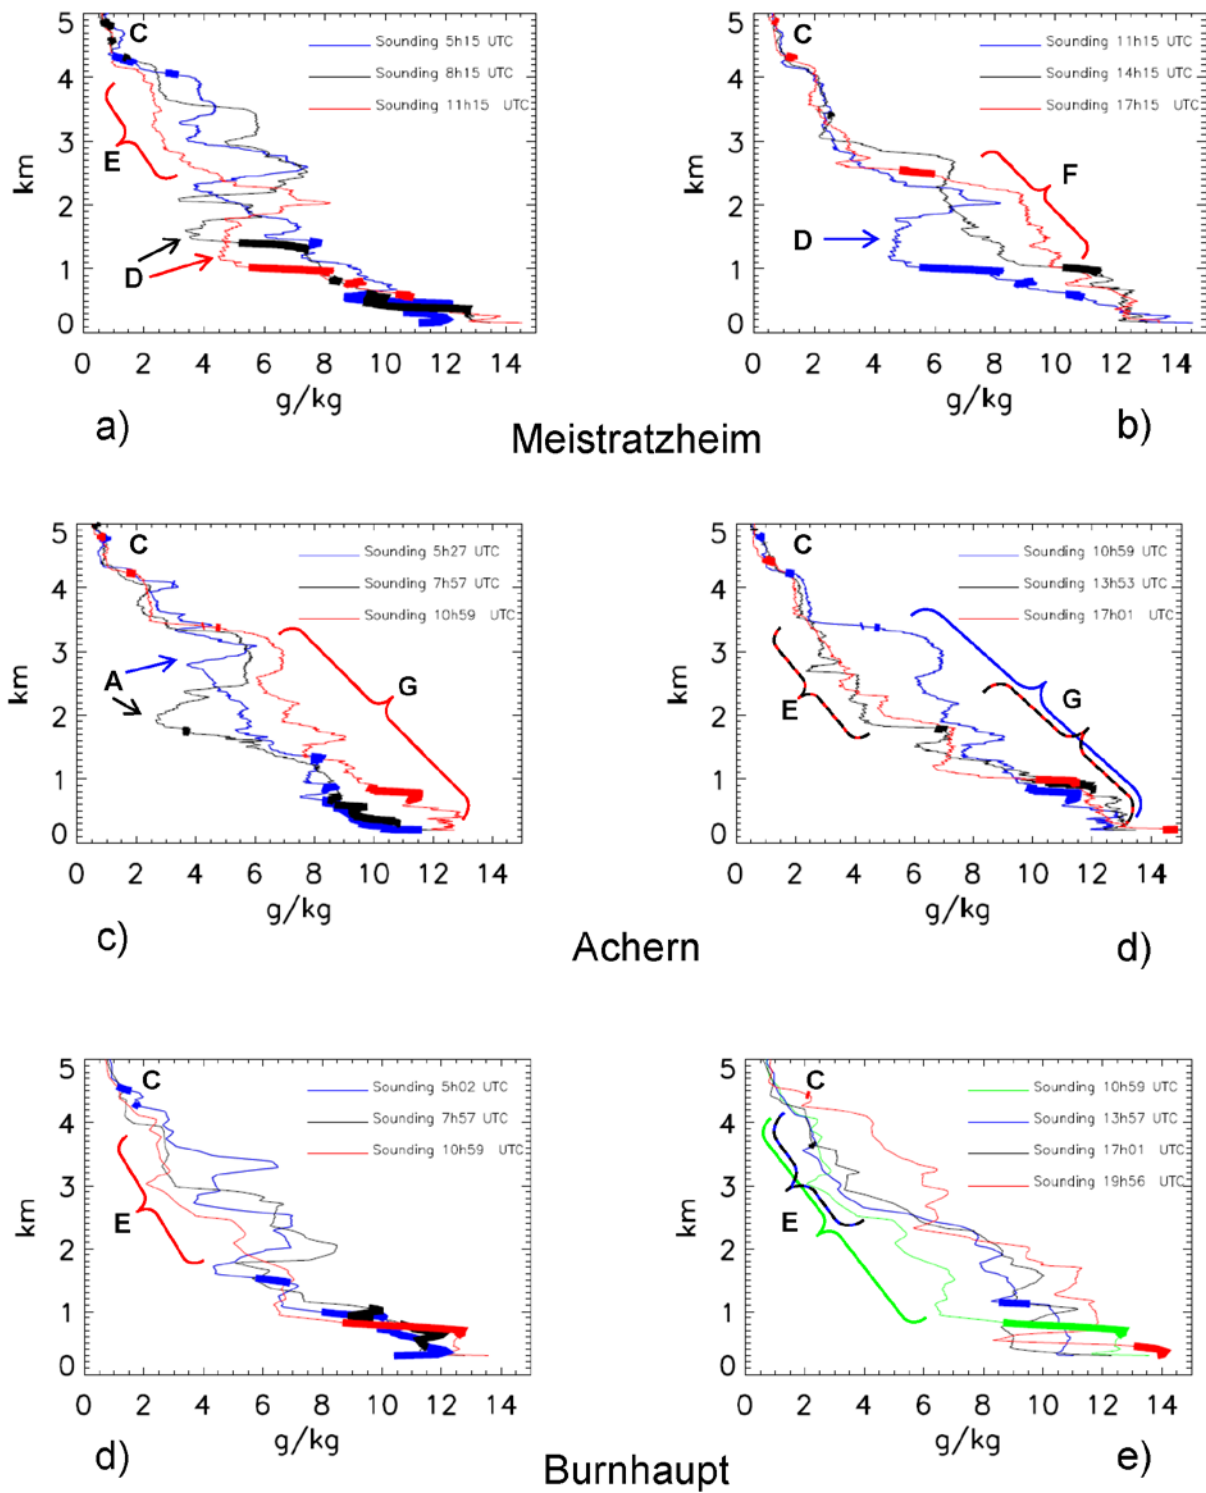 5
4
3
2
1
0
km
C
E
D
Sounding 5h15 UTC
Sounding 8h15 UTC
Sounding 11h15 UTC
0 2 4 6 8 10 12 14
g/kg
a)
5
4
3
2
1
0
km
C
D
F
Sounding 11h15 UTC
Sounding 14h15 UTC
Sounding 17h15 UTC
0 2 4 6 8 10 12 14
g/kg
b)
Meistratzheim
5
4
3
2
1
0
km
C
A
G
Sounding 5h27 UTC
Sounding 7h57 UTC
Sounding 10h59 UTC
0 2 4 6 8 10 12 14
g/kg
c)
5
4
3
2
1
0
km
C
E
G
Sounding 10h59 UTC
Sounding 13h53 UTC
Sounding 17h01 UTC
0 2 4 6 8 10 12 14
g/kg
d)
Achern
5
4
3
2
1
0
km
C
E
Sounding 5h02 UTC
Sounding 7h57 UTC
Sounding 10h59 UTC
0 2 4 6 8 10 12 14
g/kg
d)
5
4
3
2
1
0
km
C
E
Sounding 10h59 UTC
Sounding 13h57 UTC
Sounding 17h01 UTC
Sounding 19h56 UTC
0 2 4 6 8 10 12 14
g/kg
e)
Burnhaupt